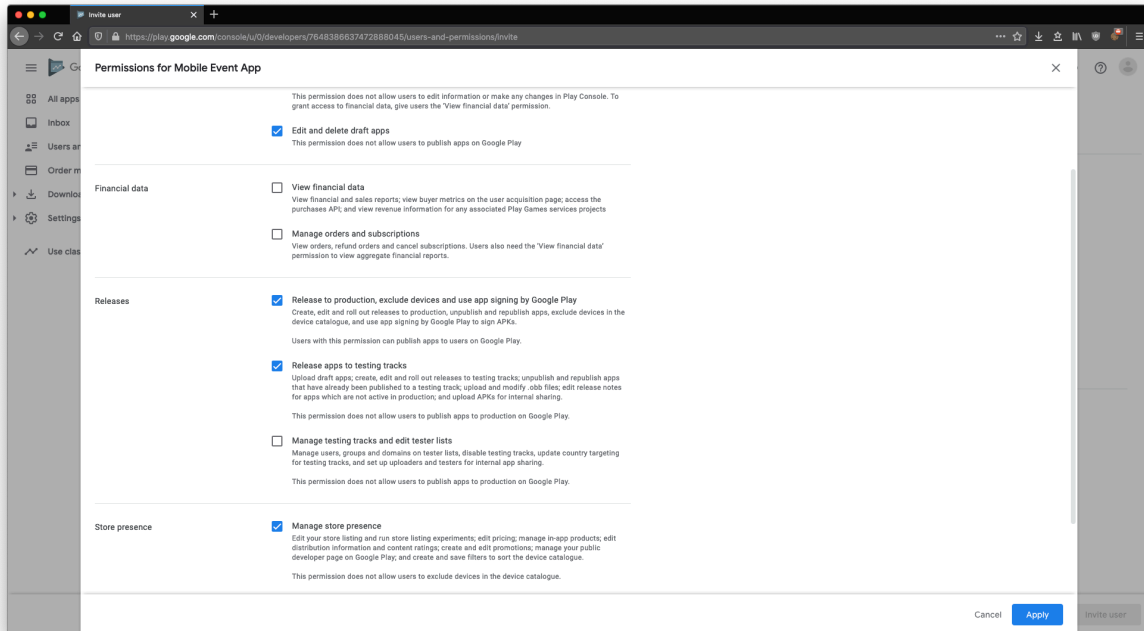 Invite user
https://play.google.com/console/u/0/developers/7648386637472888045/users-and-permissions/invite
Permissions for Mobile Event App
All apps
Inbox
Users an
Order m
Downloa
Settings
Use clas
This permission does not allow users to edit information or make any changes in Play Console. To
grant access to financial data, give users the 'View financial data' permission.
Edit and delete draft apps
This permission does not allow users to publish apps on Google Play
Financial data
View financial data
View financial and sales reports; view buyer metrics on the user acquisition page; access the
purchases API; and view revenue information for any associated Play Games services projects
Manage orders and subscriptions
View orders, refund orders and cancel subscriptions. Users also need the 'View financial data'
permission to view aggregate financial reports.
Releases
Release to production, exclude devices and use app signing by Google Play
Create, edit and roll out releases to production, unpublish and republish apps, exclude devices in the
device catalogue, and use app signing by Google Play to sign APKs.
Users with this permission can publish apps to users on Google Play.
Release apps to testing tracks
Upload draft apps; create, edit and roll out releases to testing tracks; unpublish and republish apps
that have already been published to a testing track; upload and modify .obb files; edit release notes
for apps which are not active in production; and upload APKs for internal sharing.
This permission does not allow users to publish apps to production on Google Play.
Manage testing tracks and edit tester lists
Manage users, groups and domains on tester lists, disable testing tracks, update country targeting
for testing tracks, and set up uploaders and testers for internal app sharing.
This permission does not allow users to publish apps to production on Google Play.
Store presence
Manage store presence
Edit your store listing and run store listing experiments; edit pricing; manage in-app products; edit
distribution information and content ratings; create and edit promotions; manage your public
developer page on Google Play; and create and save filters to sort the device catalogue.
This permission does not allow users to exclude devices in the device catalogue.
Cancel
Apply
Invite user